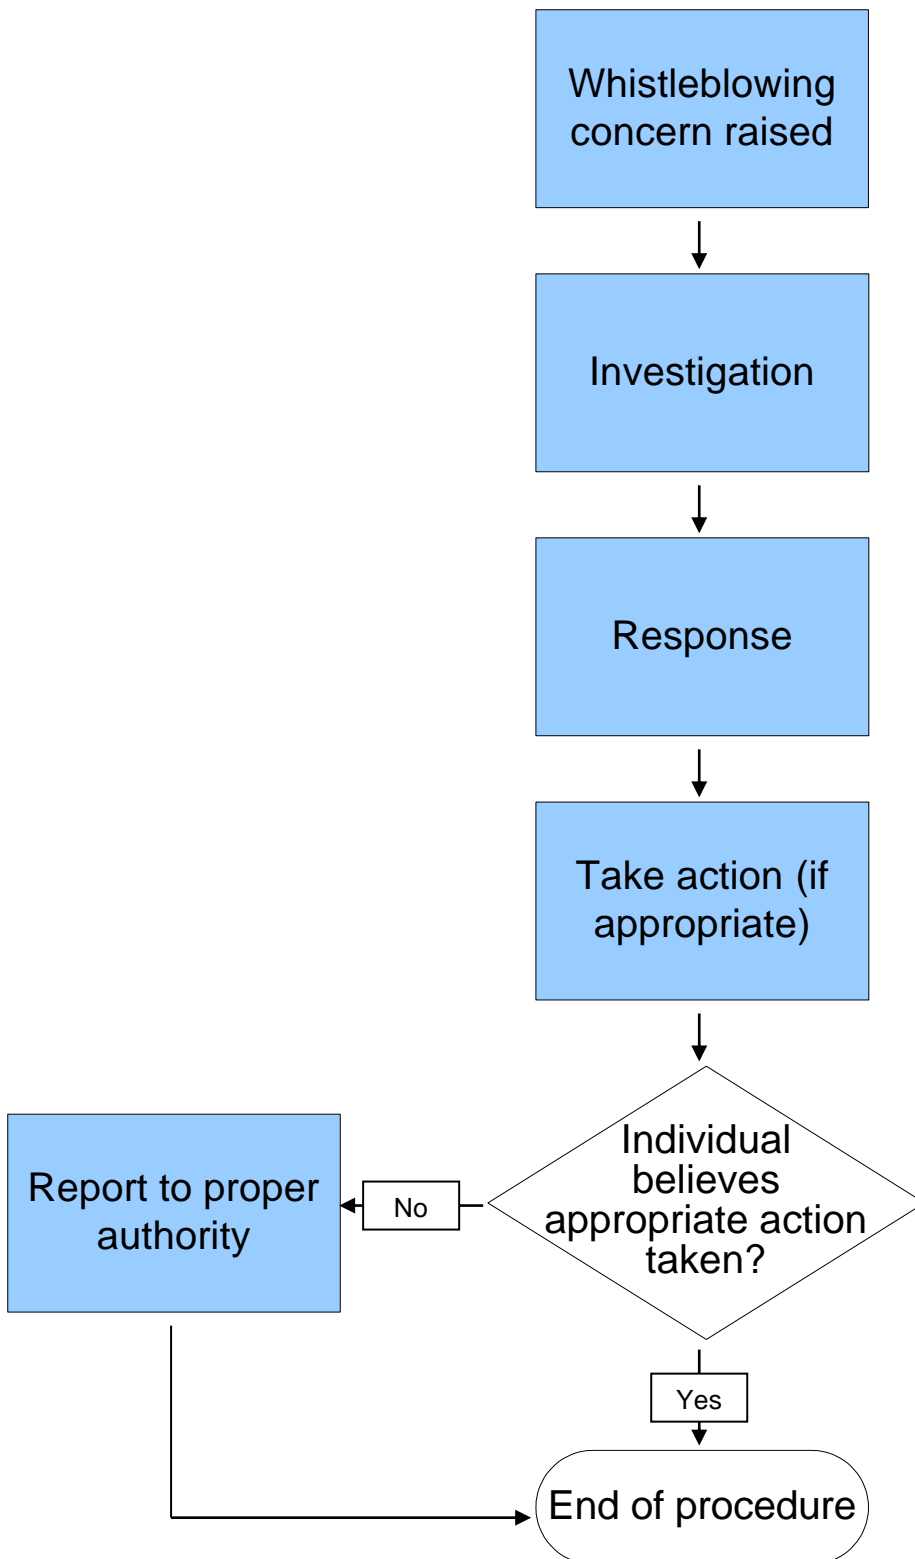 Whistleblowing
concern raised
Investigation
Response
Take action (if
appropriate)
Individual
believes
appropriate action
taken?
No
Report to proper
authority
Yes
End of procedure